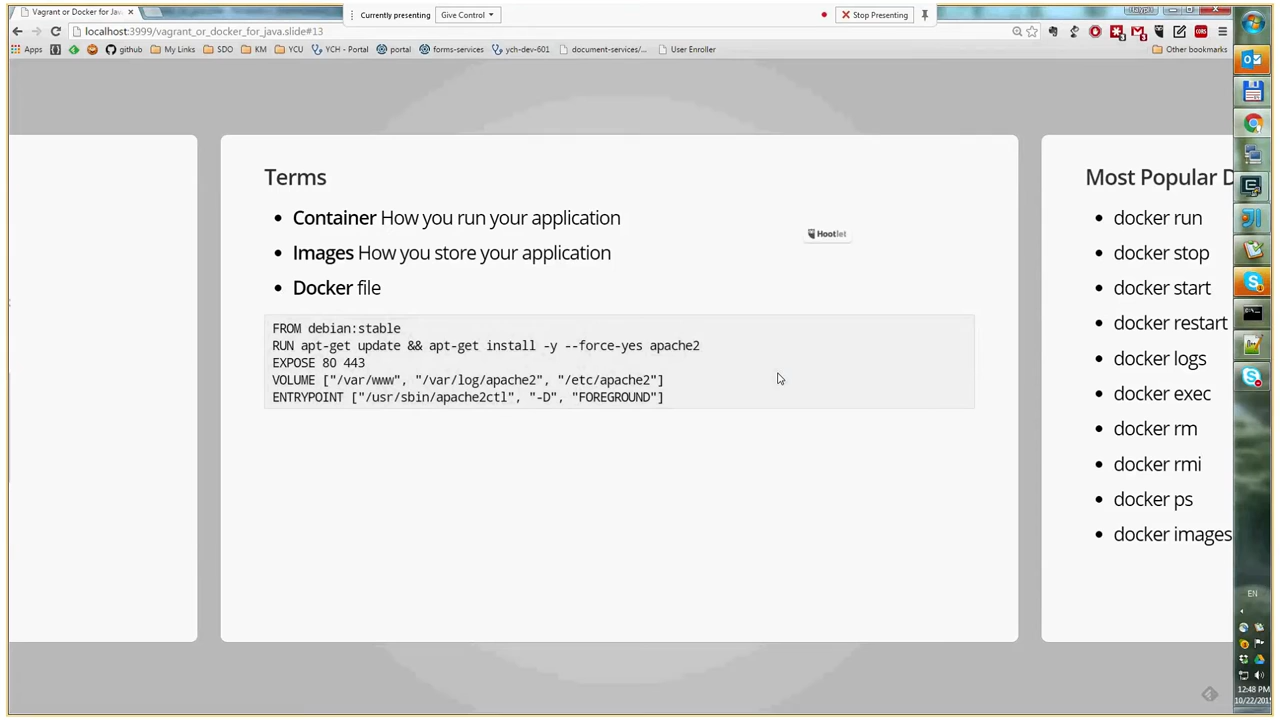 Vagrant or Docker for Jav
Currently presenting
Give Control
Stop Presenting
localhost:3999/vagrant_or_docker_for_java.slide#13
Apps
github
My Links
SDO
KM
YCU
YCH - Portal
portal
forms-services
ych-dev-601
document-services/...
User Enroller
Other bookmarks
Terms
• Container How you run your application
• Images How you store your application
• Docker file
FROM debian:stable
RUN apt-get update && apt-get install -y --force-yes apache2
EXPOSE 80 443
VOLUME ["/var/www", "/var/log/apache2", "/etc/apache2"]
ENTRYPOINT ["/usr/sbin/apache2ctl", "-D", "FOREGROUND"]
Hootlet
Most Popular D
• docker run
• docker stop
• docker start
• docker restart
• docker logs
• docker exec
• docker rm
• docker rmi
• docker ps
• docker images
EN
12:48 PM
10/22/201